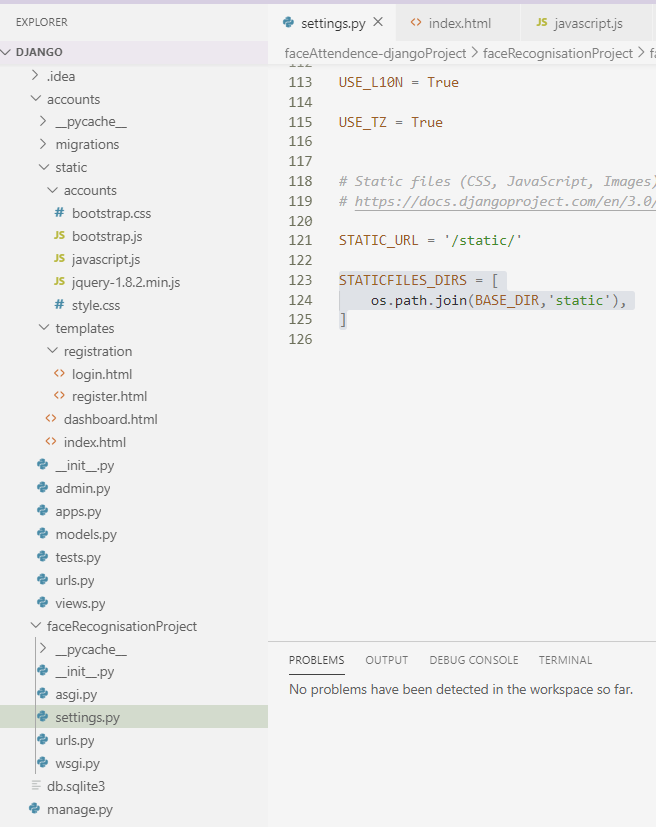 EXPLORER
DJANGO
.idea
accounts
__pycache__
migrations
static
accounts
# bootstrap.css
JS bootstrap.js
JS javascript.js
JS jquery-1.8.2.min.js
# style.css
templates
registration
<> login.html
<> register.html
<> dashboard.html
<> index.html
__init__.py
admin.py
apps.py
models.py
tests.py
urls.py
views.py
faceRecognisationProject
__pycache__
__init__.py
asgi.py
settings.py
urls.py
wsgi.py
db.sqlite3
manage.py
settings.py × <> index.html JS javascript.js
faceAttendence-djangoProject > faceRecognisationProject > f
112
113 USE_L10N = True
114
115 USE_TZ = True
116
117
118 # Static files (CSS, JavaScript, Images)
119 # https://docs.djangoproject.com/en/3.0/
120
121 STATIC_URL = '/static/'
122
123 STATICFILES_DIRS = [
124 os.path.join(BASE_DIR,'static'),
125 ]
126
PROBLEMS OUTPUT DEBUG CONSOLE TERMINAL
No problems have been detected in the workspace so far.